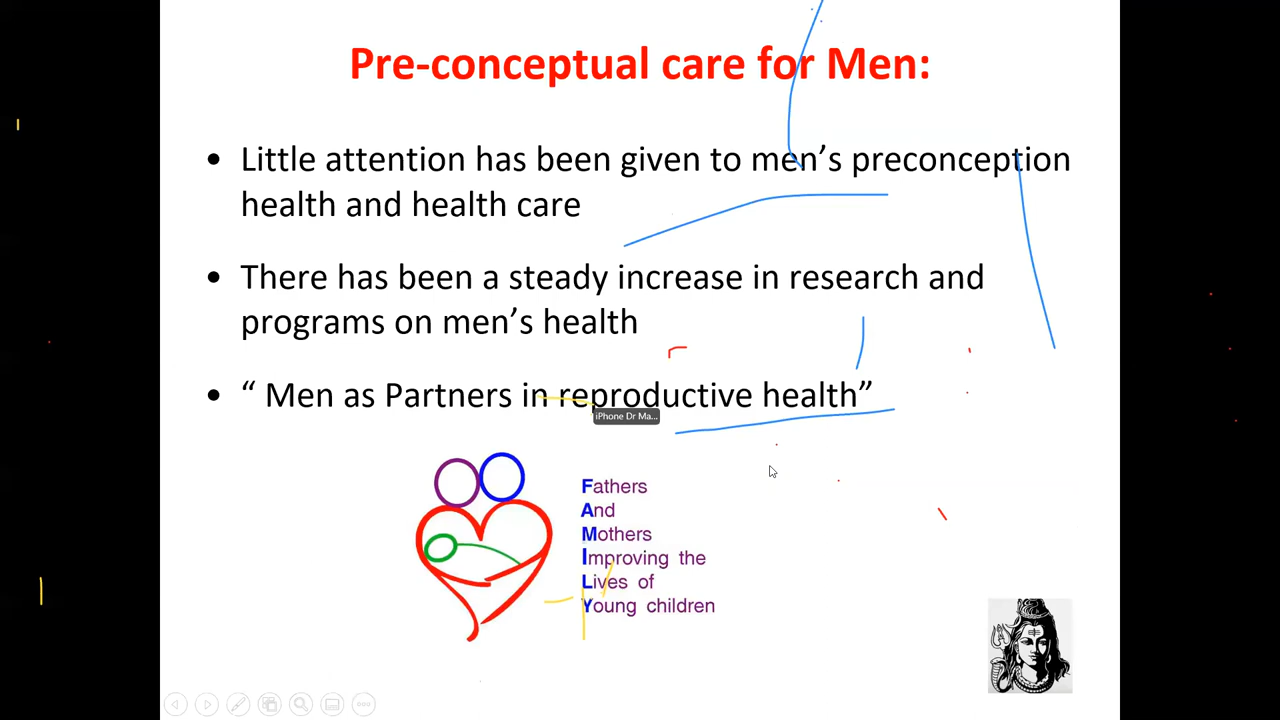 Pre-conceptual care for Men:
• Little attention has been given to men’s preconception
health and health care
• There has been a steady increase in research and
programs on men’s health
• “ Men as Partners in reproductive health”
iPhone Dr Ma...
Fathers
And
Mothers
Improving the
Lives of
Young children